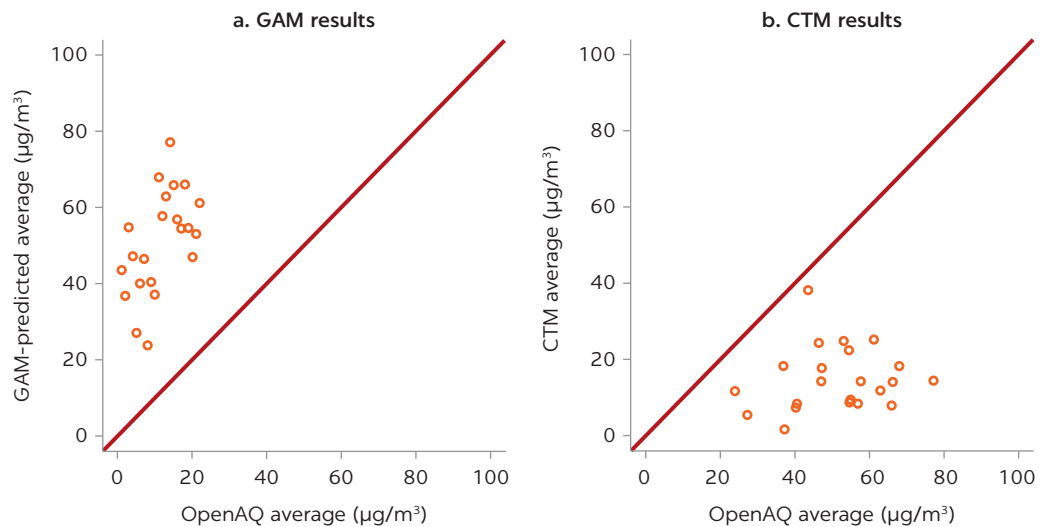 a. GAM results
GAM-predicted average (µg/m³)
100
80
60
40
20
0
0 20 40 60 80 100
OpenAQ average (µg/m³)
b. CTM results
CTM average (µg/m³)
100
80
60
40
20
0
0 20 40 60 80 100
OpenAQ average (µg/m³)